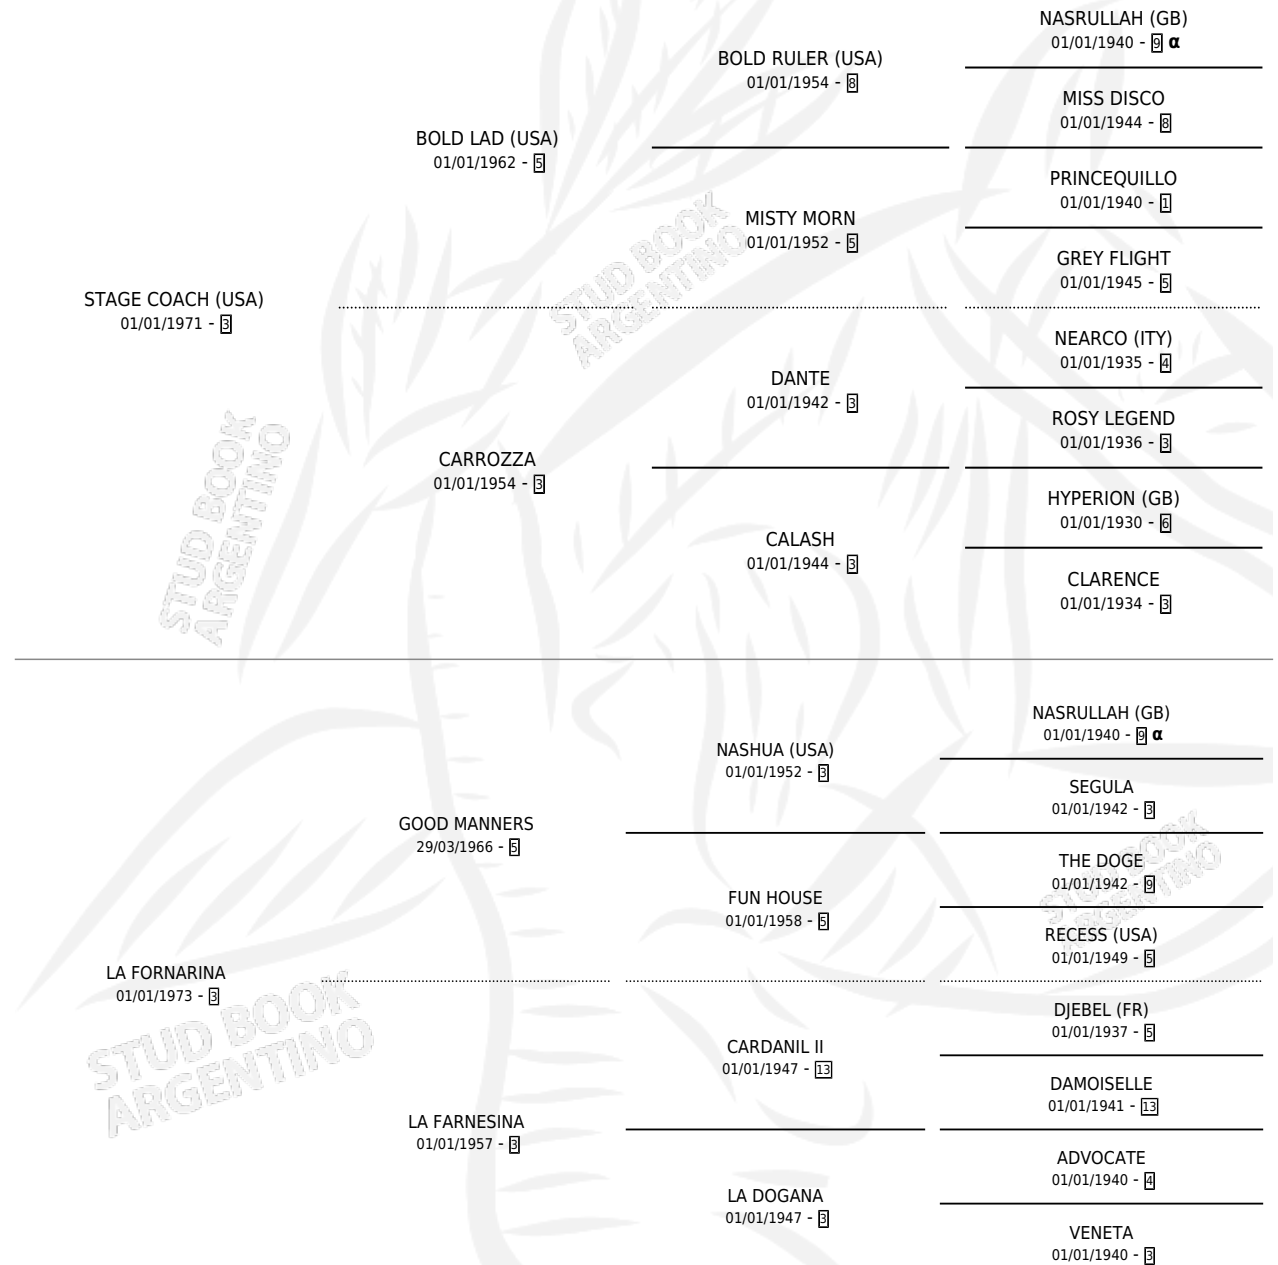 NASRULLAH (GB)
01/01/1940 - 9 α
BOLD RULER (USA)
01/01/1954 - 8
MISS DISCO
01/01/1944 - 8
BOLD LAD (USA)
01/01/1962 - 5
PRINCEQUILLO
01/01/1940 - 1
MISTY MORN
01/01/1952 - 5
GREY FLIGHT
01/01/1945 - 5
STAGE COACH (USA)
01/01/1971 - 3
NEARCO (ITY)
01/01/1935 - 4
DANTE
01/01/1942 - 3
ROSY LEGEND
01/01/1936 - 3
CARROZZA
01/01/1954 - 3
HYPERION (GB)
01/01/1930 - 6
CALASH
01/01/1944 - 3
CLARENCE
01/01/1934 - 3
NASRULLAH (GB)
01/01/1940 - 9 α
NASHUA (USA)
01/01/1952 - 3
SEGULA
01/01/1942 - 3
GOOD MANNERS
29/03/1966 - 5
THE DOGE
01/01/1942 - 9
FUN HOUSE
01/01/1958 - 5
RECESS (USA)
01/01/1949 - 5
LA FORNARINA
01/01/1973 - 3
DJEBEL (FR)
01/01/1937 - 5
CARDANIL II
01/01/1947 - 13
DAMOISELLE
01/01/1941 - 13
LA FARNESINA
01/01/1957 - 3
ADVOCATE
01/01/1940 - 4
LA DOGANA
01/01/1947 - 3
VENETA
01/01/1940 - 3
STUD BOOK
ARGENTINO
STUD BOOK
ARGENTINO
STUD BOOK
ARGENTINO
STUD BOOK
ARGENTINO